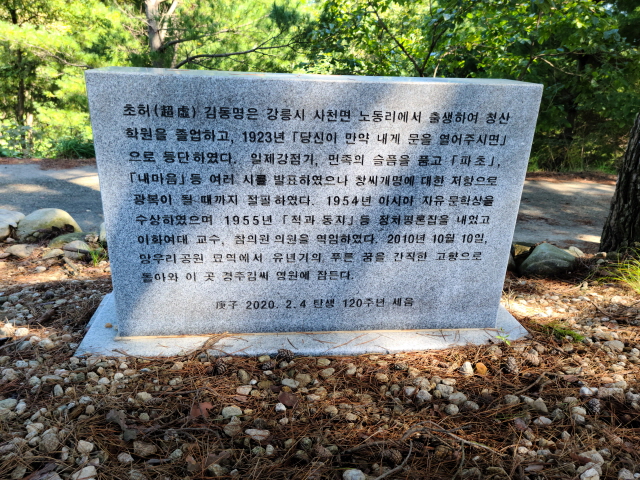 초허(超虛) 김동명은 강릉시 사천면 노동리에서 출생하여 청산
학원을 졸업하고, 1923년 「당신이 만약 내게 문을 열어주시면」
으로 등단하였다. 일제강점기, 민족의 슬픔을 품고 「파초」,
「내마음」 등 여러 시를 발표하였으나 창씨개명에 대한 저항으로
광복이 될 때까지 절필하였다. 1954년 아시아 자유문학상을
수상하였으며 1955년 「적과 동지」 등 정치평론집을 내었고
이화여대 교수, 참의원 의원을 역임하였다. 2010년 10월 10일,
망우리공원 묘역에서 유년기의 푸른 꿈을 간직한 고향으로
돌아와 이 곳 경주김씨 영원에 잠든다.
庚子 2020. 2. 4 탄생 120주년 세움